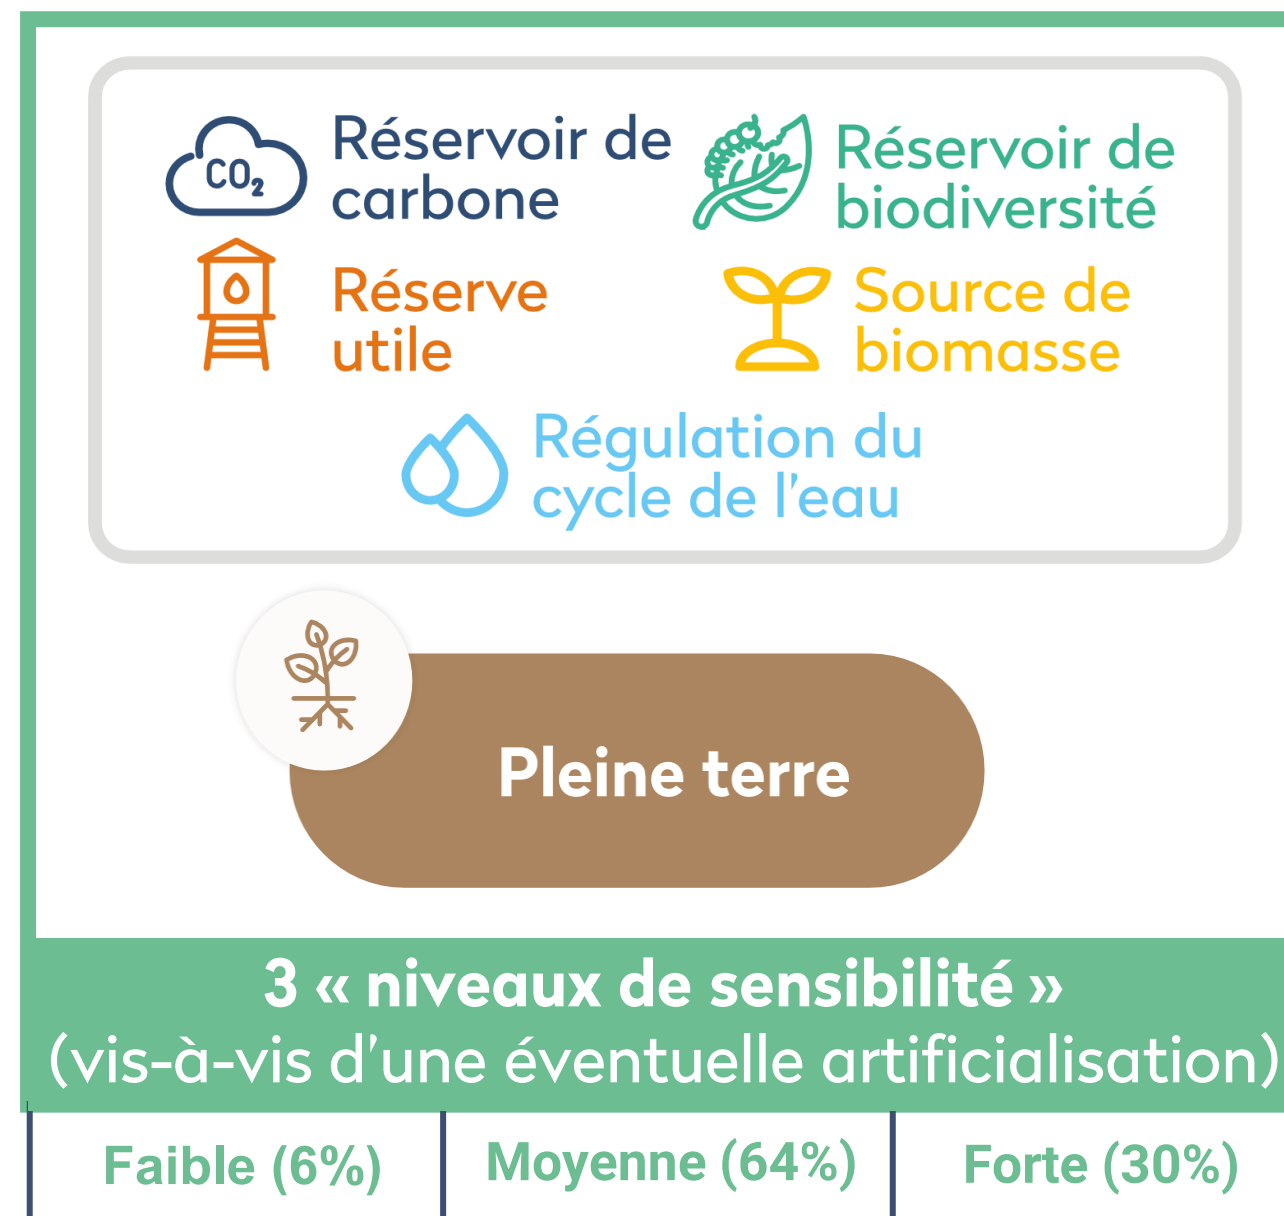 CO₂
Réservoir de
carbone
Réservoir de
biodiversité
Réserve
utile
Source de
biomasse
Régulation du
cycle de l'eau
Pleine terre
3 « niveaux de sensibilité »
(vis-à-vis d'une éventuelle artificialisation)
Faible (6%)
Moyenne (64%)
Forte (30%)